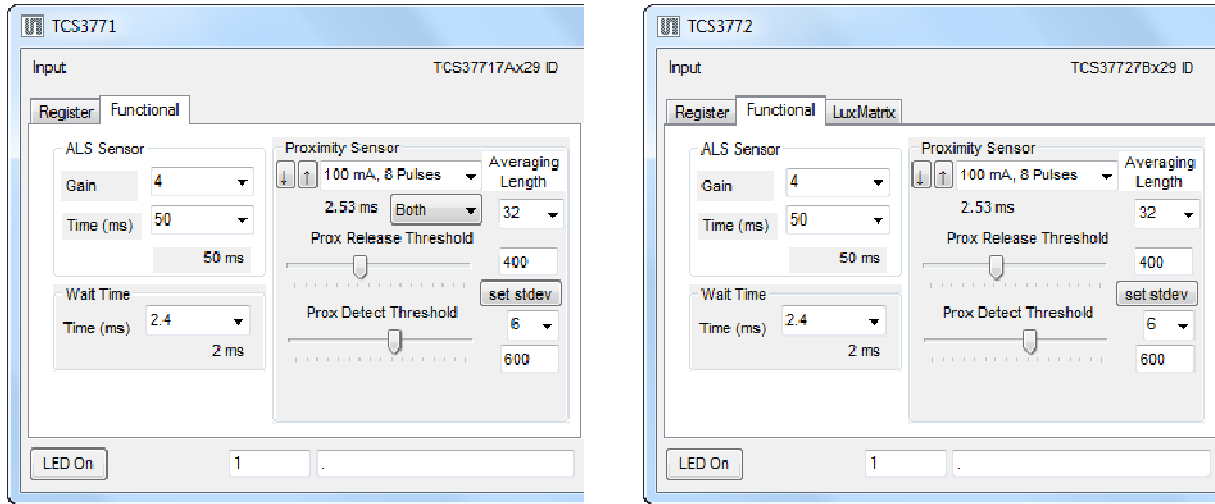 TCS3771
Input
TCS37717Ax29 ID
Register Functional
ALS Sensor
Gain 4
Time (ms) 50
50 ms
Wait Time
Time (ms) 2.4
2 ms
Proximity Sensor
↓ ↑ 100 mA, 8 Pulses
Averaging
Length
2.53 ms Both 32
Prox Release Threshold
400
set stdev
Prox Detect Threshold
6
600
LED On 1 .
TCS3772
Input
TCS37727Bx29 ID
Register Functional LuxMatrix
ALS Sensor
Gain 4
Time (ms) 50
50 ms
Wait Time
Time (ms) 2.4
2 ms
Proximity Sensor
↓ ↑ 100 mA, 8 Pulses
Averaging
Length
2.53 ms 32
Prox Release Threshold
400
set stdev
Prox Detect Threshold
6
600
LED On 1 .